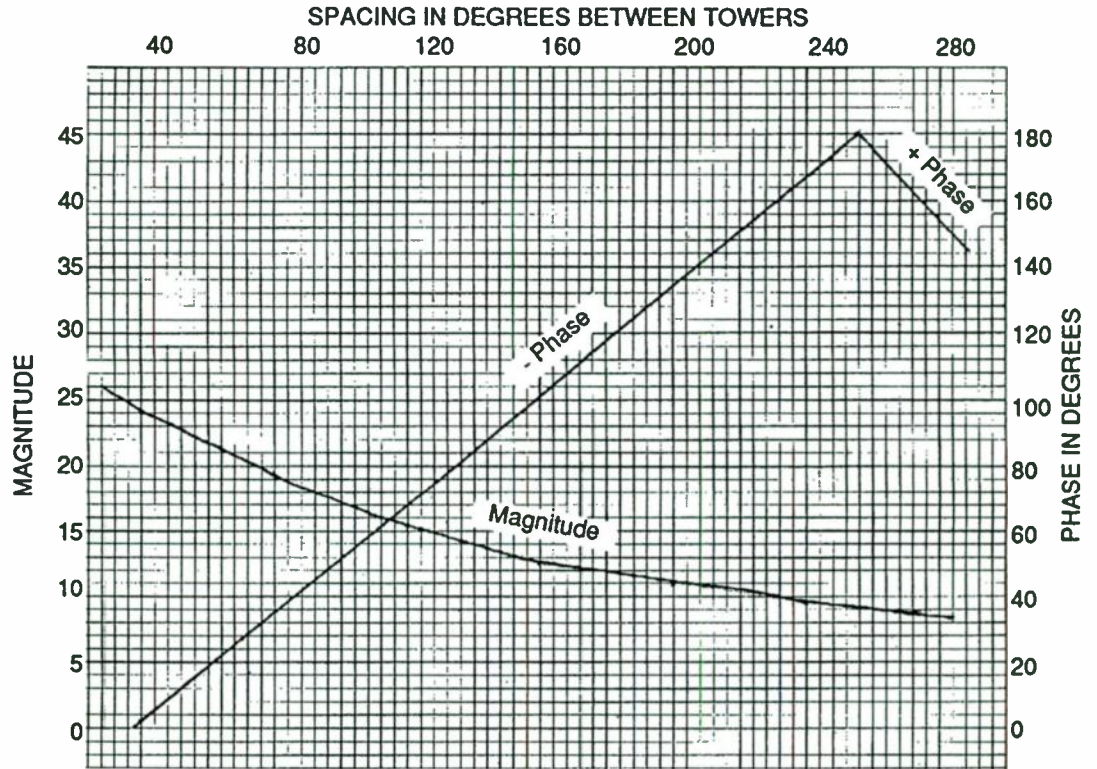 SPACING IN DEGREES BETWEEN TOWERS
40 80 120 160 200 240 280
45
40
35
30
25
20
15
10
5
0
MAGNITUDE
- Phase
+ Phase
Magnitude
180
160
140
120
100
80
60
40
20
0
PHASE IN DEGREES